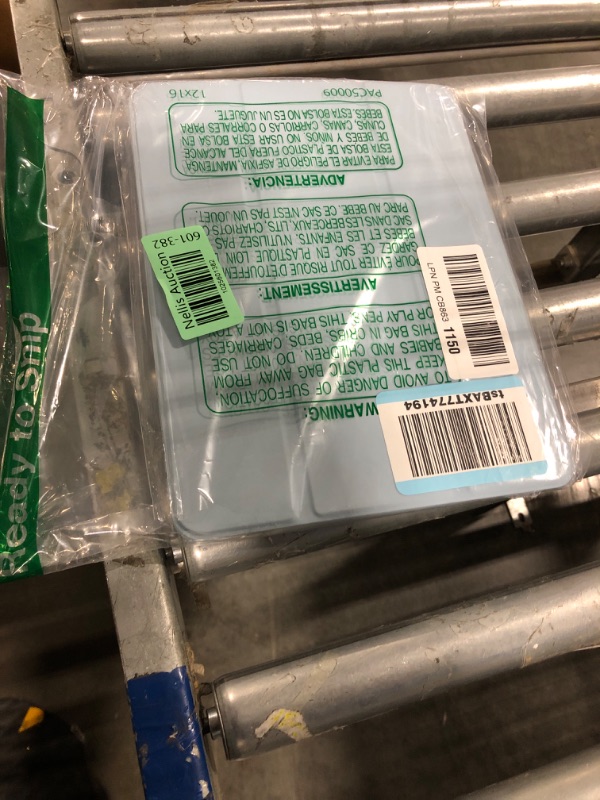 WARNING:
TO AVOID DANGER OF SUFFOCATION,
KEEP THIS PLASTIC BAG AWAY FROM
BABIES AND CHILDREN. DO NOT USE
THIS BAG IN CRIBS, BEDS, CARRIAGES
OR PLAY PENS. THIS BAG IS NOT A TOY.
AVERTISSEMENT:
POUR EVITER TOUT RISQUE D'ETOUFFEM
GARDEZ CE SAC EN PLASTIQUE LOIN
BEBES ET LES ENFANTS. N'UTILISEZ PAS
SAC DANS LES BERCEAUX, LITS, CHARIOTS O
PARC AU BEBE. CE SAC N'EST PAS UN JOUET.
ADVERTENCIA:
PARA EVITAR EL PELIGRO DE ASFIXIA, MANTENGA
ESTA BOLSA DE PLASTICO FUERA DEL ALCANCE
DE BEBES Y NINOS. NO USAR ESTA BOLSA EN
CUNAS, CAMAS, CARRIOLAS O CORRALES PARA
BEBES. ESTA BOLSA NO ES UN JUGUETE.
PAC50009
12x16
tsBAXT774194
LPN PM CB863 1150
Nellis Auction
601-382
Ready to Ship